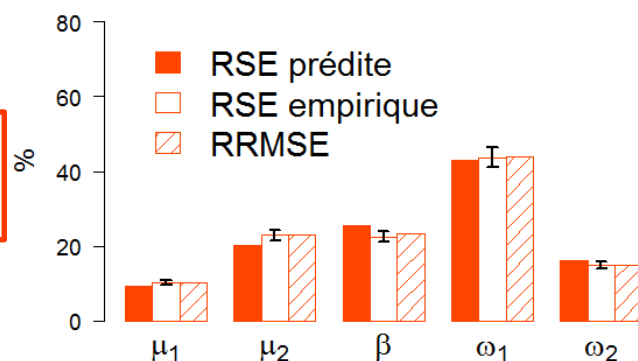 80
RSE prédite
60
RSE empirique
RRMSE
%
40
20
0
μ1 μ2 β ω1 ω2